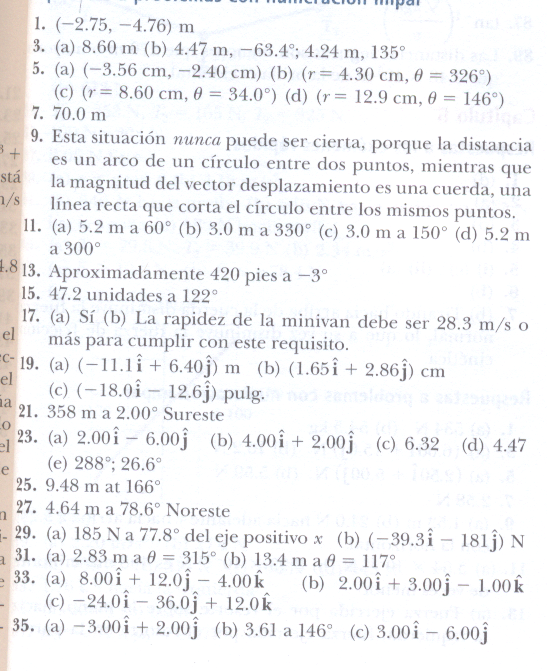 1. (−2.75, −4.76) m
3. (a) 8.60 m (b) 4.47 m, −63.4°; 4.24 m, 135°
5. (a) (−3.56 cm, −2.40 cm) (b) (r = 4.30 cm, θ = 326°)
(c) (r = 8.60 cm, θ = 34.0°) (d) (r = 12.9 cm, θ = 146°)
7. 70.0 m
9. Esta situación nunca puede ser cierta, porque la distancia
es un arco de un círculo entre dos puntos, mientras que
la magnitud del vector desplazamiento es una cuerda, una
línea recta que corta el círculo entre los mismos puntos.
11. (a) 5.2 m a 60° (b) 3.0 m a 330° (c) 3.0 m a 150° (d) 5.2 m
a 300°
13. Aproximadamente 420 pies a −3°
15. 47.2 unidades a 122°
17. (a) Sí (b) La rapidez de la minivan debe ser 28.3 m/s o
más para cumplir con este requisito.
19. (a) (−11.1î + 6.40ĵ) m (b) (1.65î + 2.86ĵ) cm
(c) (−18.0î − 12.6ĵ) pulg.
21. 358 m a 2.00° Sureste
23. (a) 2.00î − 6.00ĵ (b) 4.00î + 2.00ĵ (c) 6.32 (d) 4.47
(e) 288°; 26.6°
25. 9.48 m at 166°
27. 4.64 m a 78.6° Noreste
29. (a) 185 N a 77.8° del eje positivo x (b) (−39.3î − 181ĵ) N
31. (a) 2.83 m a θ = 315° (b) 13.4 m a θ = 117°
33. (a) 8.00î + 12.0ĵ − 4.00k̂ (b) 2.00î + 3.00ĵ − 1.00k̂
(c) −24.0î − 36.0ĵ + 12.0k̂
35. (a) −3.00î + 2.00ĵ (b) 3.61 a 146° (c) 3.00î − 6.00ĵ